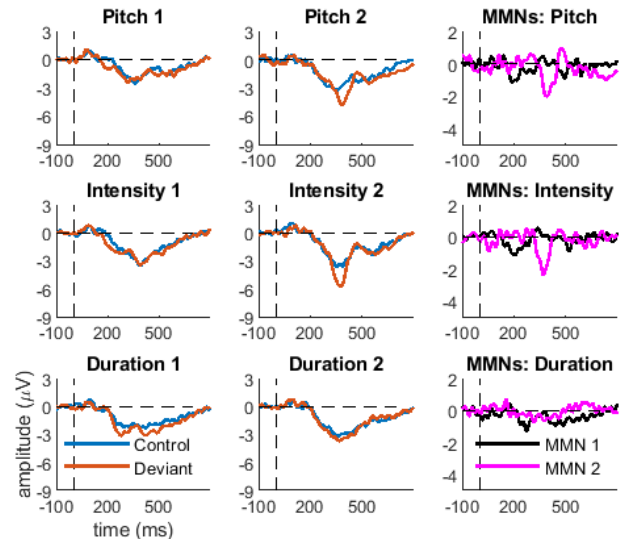 Pitch 1
Pitch 2
MMNs: Pitch
3
0
-3
-6
-9
-100 200 500
3
0
-3
-6
-9
-100 200 500
2
0
-2
-4
-100 200 500
Intensity 1
Intensity 2
MMNs: Intensity
3
0
-3
-6
-9
-100 200 500
3
0
-3
-6
-9
-100 200 500
2
0
-2
-4
-100 200 500
Duration 1
Duration 2
MMNs: Duration
amplitude (μV)
3
0
-3
-6
-9
Control
Deviant
-100 200 500
time (ms)
3
0
-3
-6
-9
-100 200 500
2
0
-2
-4
MMN 1
MMN 2
-100 200 500